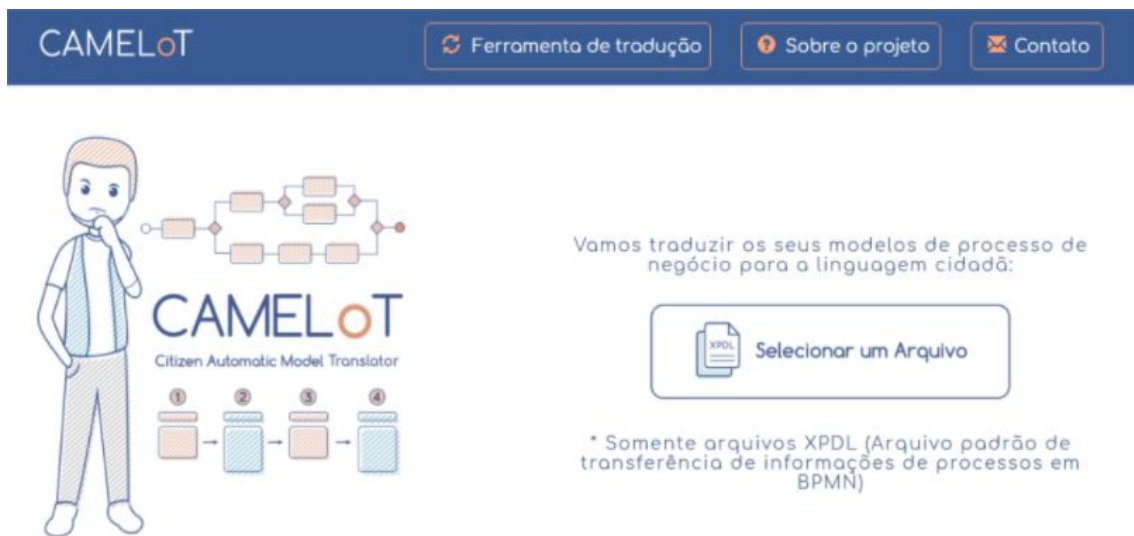 CAMELoT
Ferramenta de tradução
Sobre o projeto
Contato
CAMELoT
Citizen Automatic Model Translator
1 2 3 4
Vamos traduzir os seus modelos de processo de
negócio para a linguagem cidadã:
XPDL
Selecionar um Arquivo
* Somente arquivos XPDL (Arquivo padrão de
transferência de informações de processos em
BPMN)